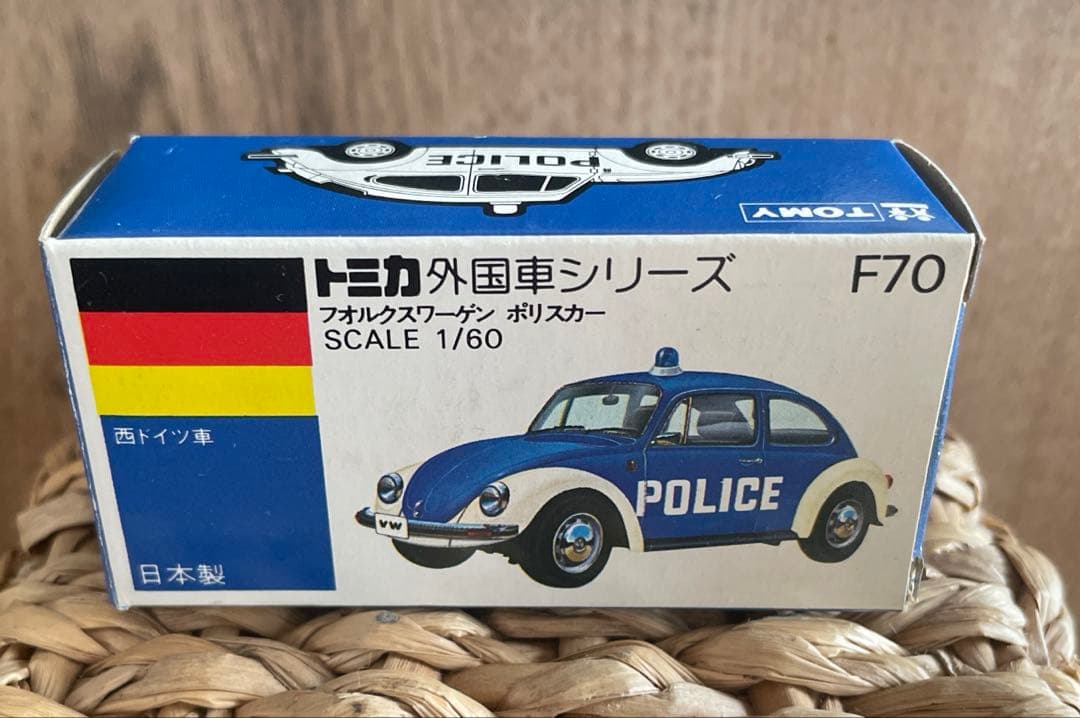 POLICE
TOMY
トミカ外国車シリーズ F70
フオルクスワーゲン ポリスカー
SCALE 1/60
西ドイツ車
POLICE
VW
日本製